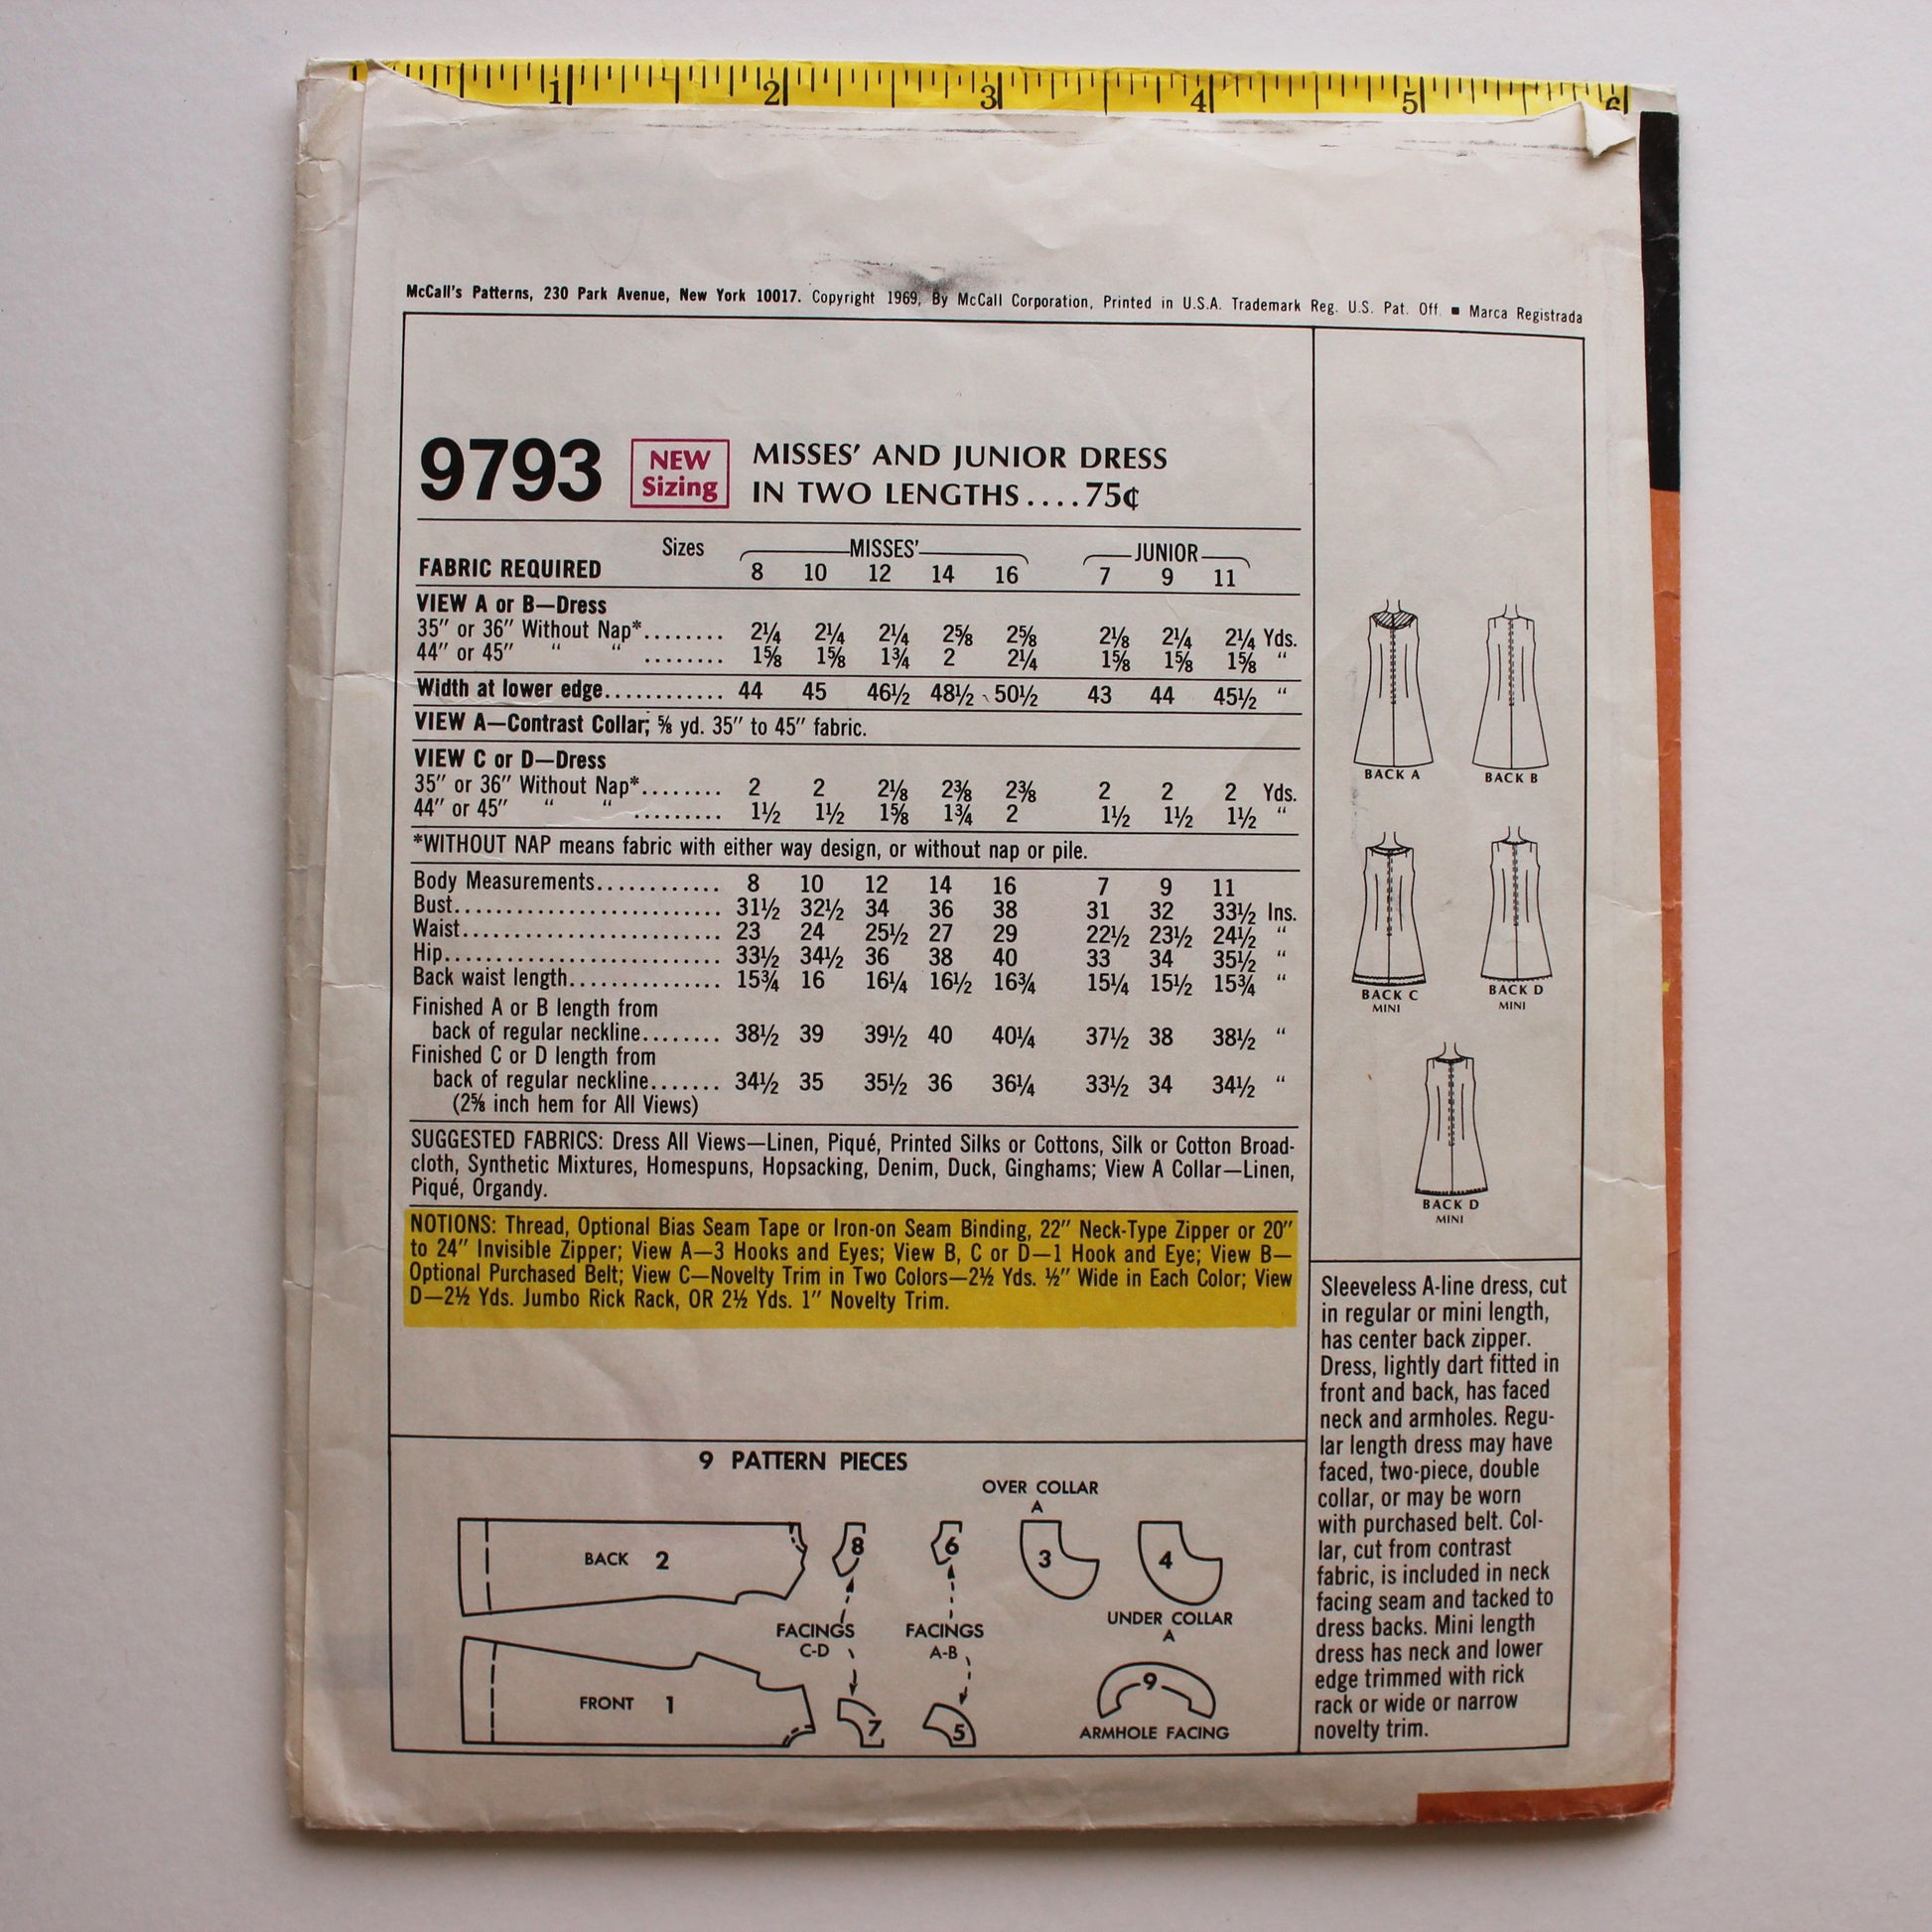 1 2 3 4 5 6
McCall's Patterns, 230 Park Avenue, New York 10017. Copyright 1969, By McCall Corporation, Printed in U.S.A. Trademark Reg. U.S. Pat. Off. ■ Marca Registrada
9793 NEW Sizing MISSES' AND JUNIOR DRESS
IN TWO LENGTHS....75¢
Sizes MISSES' JUNIOR
FABRIC REQUIRED 8 10 12 14 16 7 9 11
VIEW A or B—Dress
35" or 36" Without Nap*........ 2¼ 2¼ 2¼ 2⅝ 2⅝ 2⅛ 2¼ 2¼ Yds.
44" or 45" " " ........ 1⅝ 1⅝ 1¾ 2 2¼ 1⅝ 1⅝ 1⅝ "
Width at lower edge............ 44 45 46½ 48½ 50½ 43 44 45½ "
VIEW A—Contrast Collar; ⅝ yd. 35" to 45" fabric.
VIEW C or D—Dress
35" or 36" Without Nap*........ 2 2 2⅛ 2⅜ 2⅜ 2 2 2 Yds.
44" or 45" " " ......... 1½ 1½ 1⅝ 1¾ 2 1½ 1½ 1½ "
*WITHOUT NAP means fabric with either way design, or without nap or pile.
Body Measurements............ 8 10 12 14 16 7 9 11
Bust.......................... 31½ 32½ 34 36 38 31 32 33½ Ins.
Waist......................... 23 24 25½ 27 29 22½ 23½ 24½ "
Hip........................... 33½ 34½ 36 38 40 33 34 35½ "
Back waist length............... 15¾ 16 16¼ 16½ 16¾ 15¼ 15½ 15¾ "
Finished A or B length from
back of regular neckline........ 38½ 39 39½ 40 40¼ 37½ 38 38½ "
Finished C or D length from
back of regular neckline....... 34½ 35 35½ 36 36¼ 33½ 34 34½ "
(2⅝ inch hem for All Views)
SUGGESTED FABRICS: Dress All Views—Linen, Piqué, Printed Silks or Cottons, Silk or Cotton Broad-
cloth, Synthetic Mixtures, Homespuns, Hopsacking, Denim, Duck, Ginghams; View A Collar—Linen,
Piqué, Organdy.
NOTIONS: Thread, Optional Bias Seam Tape or Iron-on Seam Binding, 22" Neck-Type Zipper or 20"
to 24" Invisible Zipper; View A—3 Hooks and Eyes; View B, C or D—1 Hook and Eye; View B—
Optional Purchased Belt; View C—Novelty Trim in Two Colors—2½ Yds. ½" Wide in Each Color; View
D—2½ Yds. Jumbo Rick Rack, OR 2½ Yds. 1" Novelty Trim.
9 PATTERN PIECES
OVER COLLAR
A
BACK 2 8 6 3 4
FACINGS
C-D
FACINGS
A-B
UNDER COLLAR
A
FRONT 1 7 5 9
ARMHOLE FACING
BACK A BACK B
BACK C
MINI
BACK D
MINI
BACK D
MINI
Sleeveless A-line dress, cut
in regular or mini length,
has center back zipper.
Dress, lightly dart fitted in
front and back, has faced
neck and armholes. Regu-
lar length dress may have
faced, two-piece, double
collar, or may be worn
with purchased belt. Col-
lar, cut from contrast
fabric, is included in neck
facing seam and tacked to
dress backs. Mini length
dress has neck and lower
edge trimmed with rick
rack or wide or narrow
novelty trim.